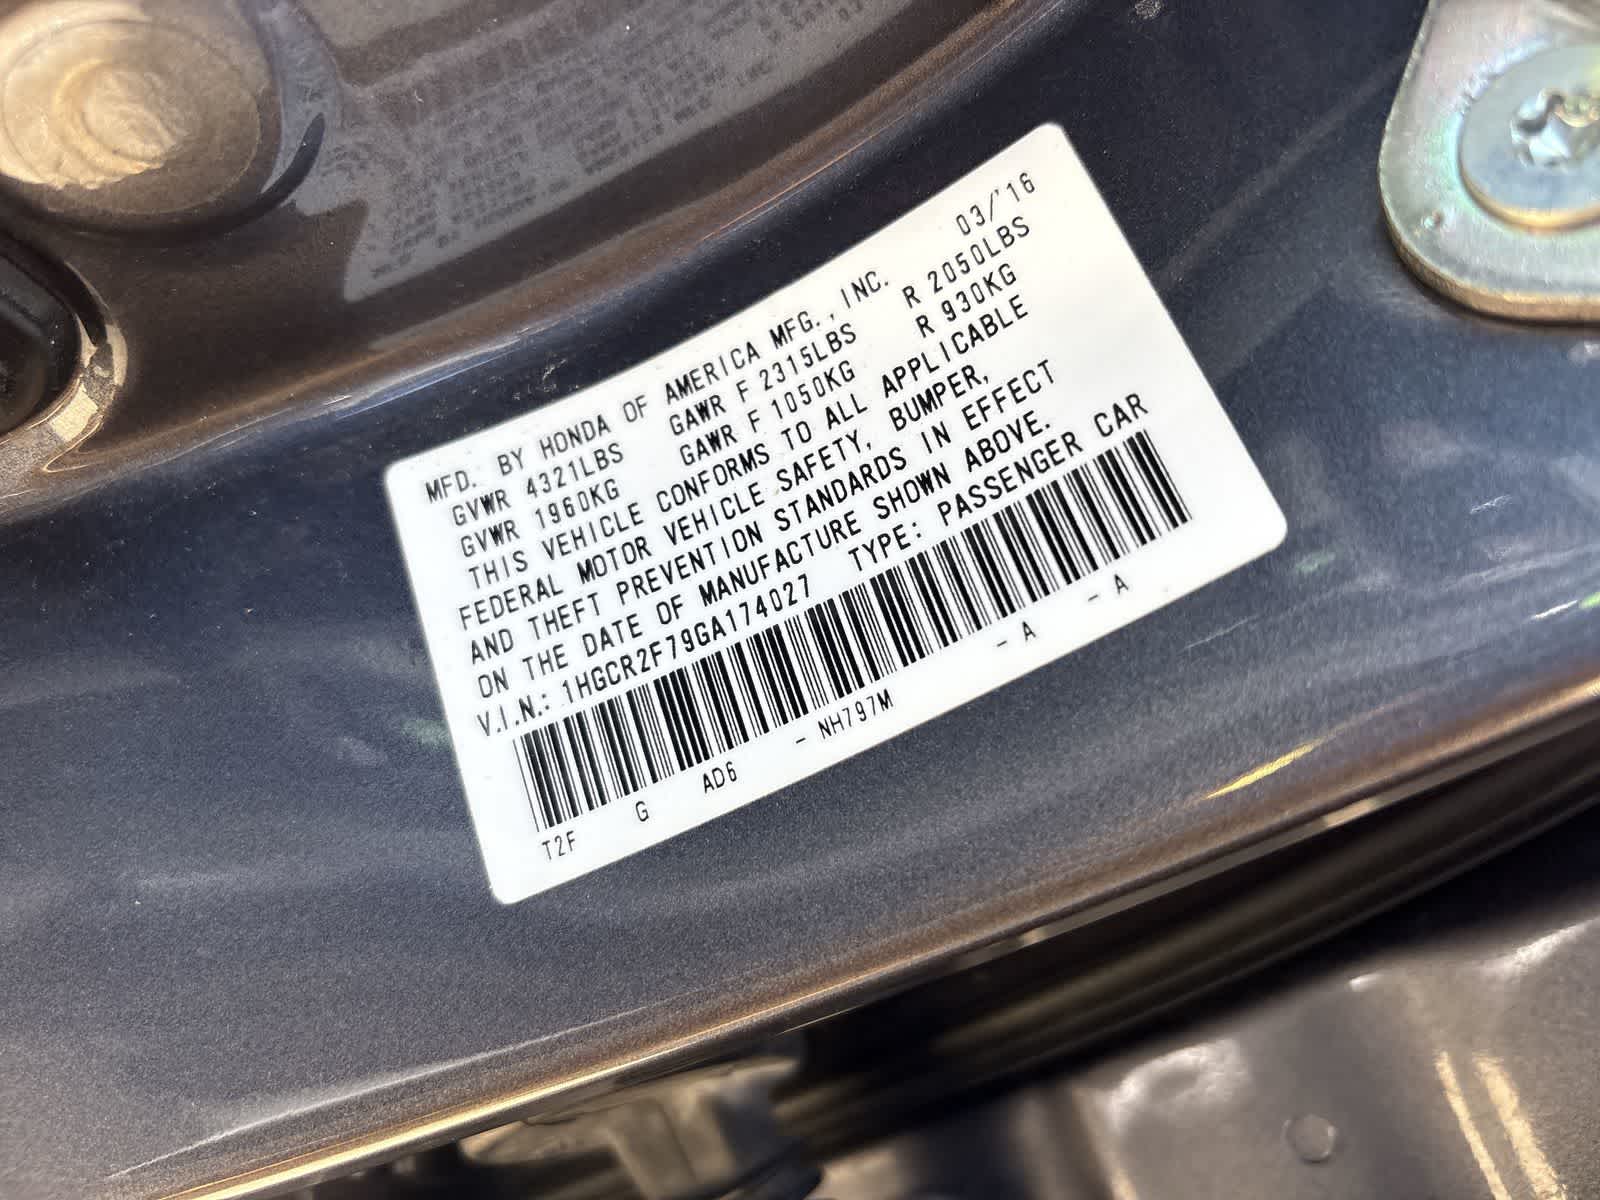 MFD. BY HONDA OF AMERICA MFG., INC. 03/'16
GVWR 4321LBS GAWR F 2315LBS R 2050LBS
GVWR 1960KG GAWR F 1050KG R 930KG
THIS VEHICLE CONFORMS TO ALL APPLICABLE
FEDERAL MOTOR VEHICLE SAFETY, BUMPER,
AND THEFT PREVENTION STANDARDS IN EFFECT
ON THE DATE OF MANUFACTURE SHOWN ABOVE.
V.I.N.: 1HGCR2F79GA174027 TYPE: PASSENGER CAR
T2F G AD6 - NH797M - A - A